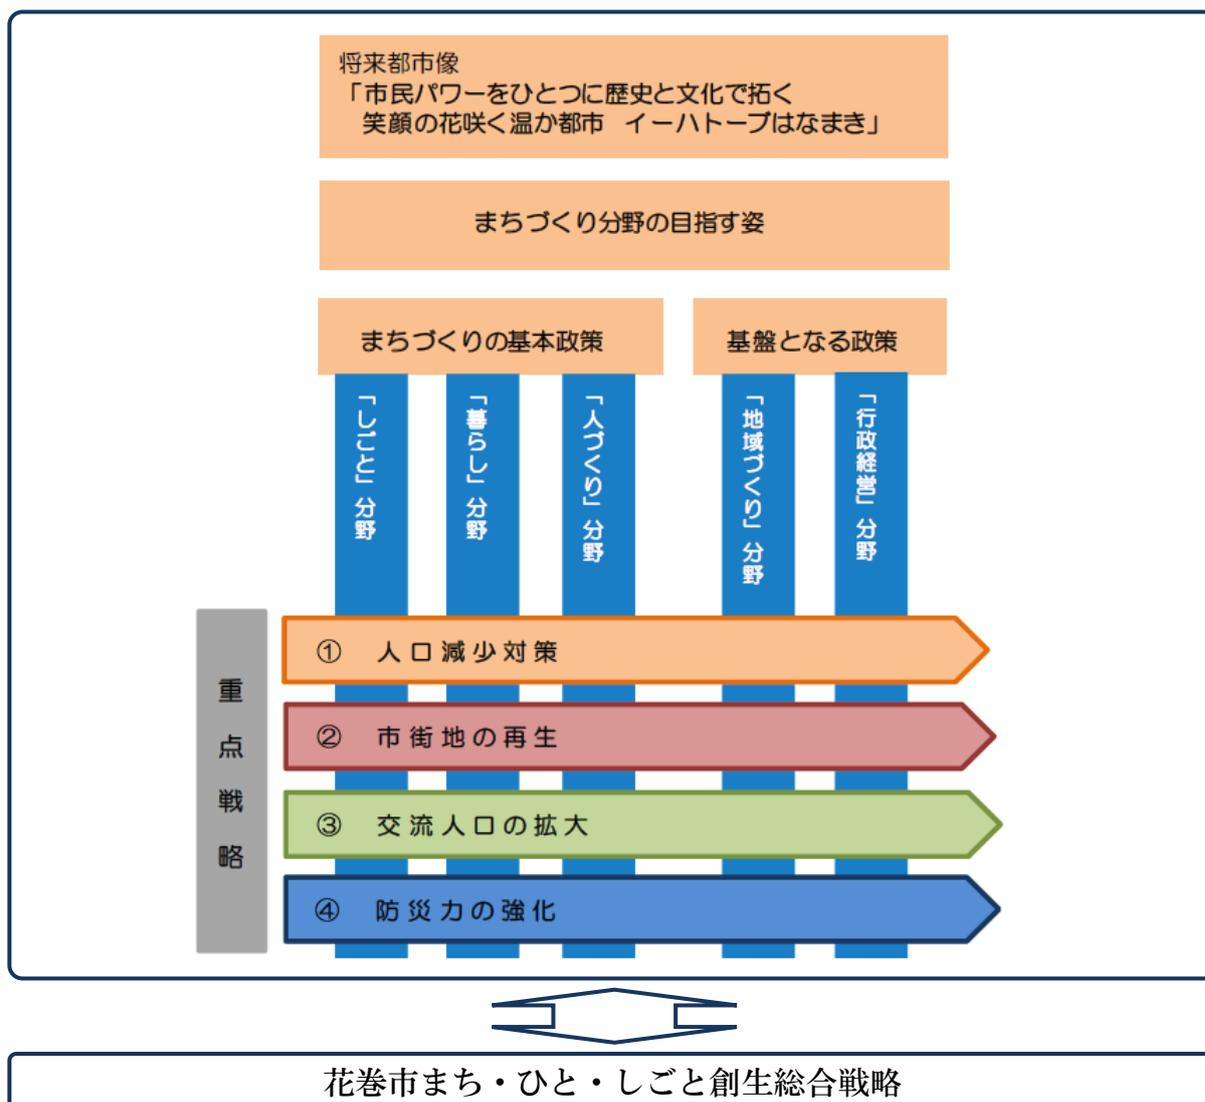 将来都市像
「市民パワーをひとつに歴史と文化で拓く
笑顔の花咲く温か都市　イーハトーブはなまき」
まちづくり分野の目指す姿
まちづくりの基本政策
基盤となる政策
「しごと」分野
「暮らし」分野
「人づくり」分野
「地域づくり」分野
「行政経営」分野
重点戦略
①　人口減少対策
②　市街地の再生
③　交流人口の拡大
④　防災力の強化
花巻市まち・ひと・しごと創生総合戦略